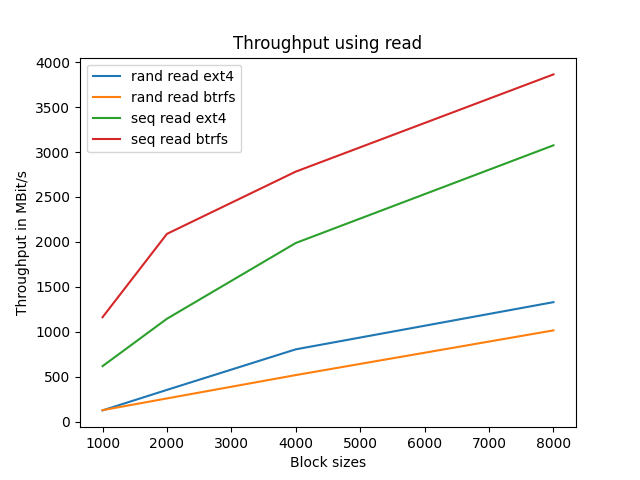 Throughput using read
rand read ext4
rand read btrfs
seq read ext4
seq read btrfs
Throughput in MBit/s
4000
3500
3000
2500
2000
1500
1000
500
0
1000 2000 3000 4000 5000 6000 7000 8000
Block sizes